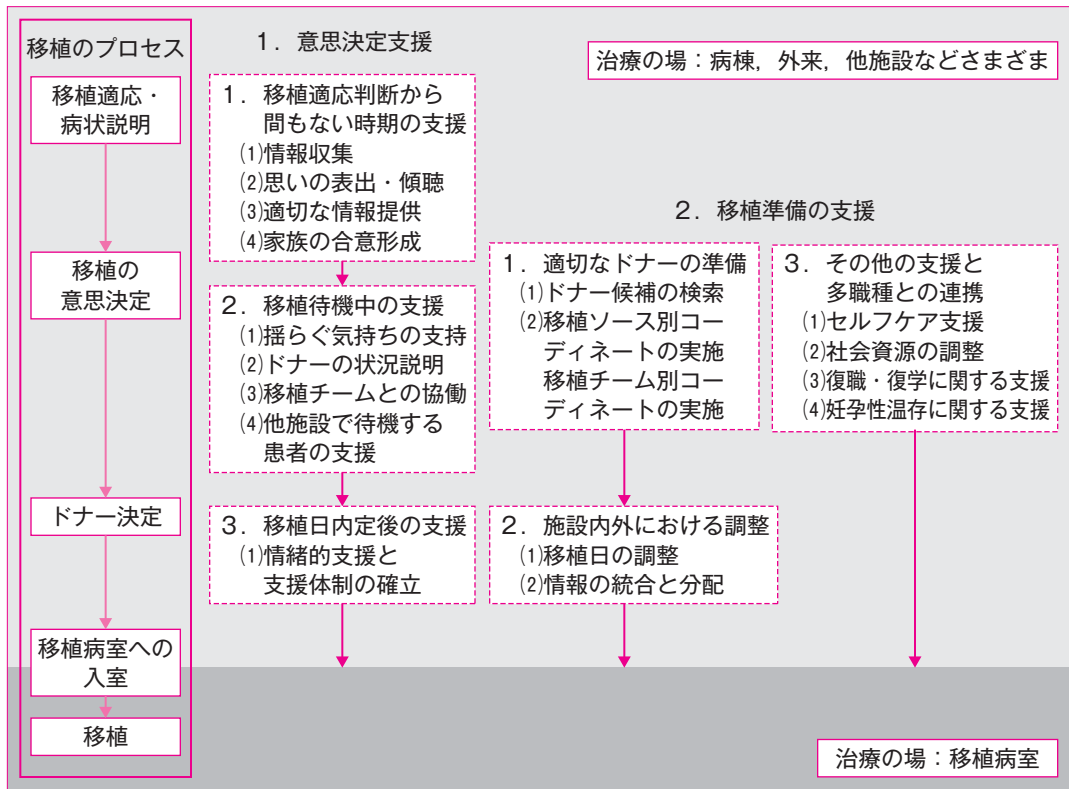 移植のプロセス
移植適応・
病状説明
移植の
意思決定
ドナー決定
移植病室への
入室
移植
1．意思決定支援
治療の場：病棟，外来，他施設などさまざま
1．移植適応判断から
間もない時期の支援
⑴情報収集
⑵思いの表出・傾聴
⑶適切な情報提供
⑷家族の合意形成
2．移植待機中の支援
⑴揺らぐ気持ちの支持
⑵ドナーの状況説明
⑶移植チームとの協働
⑷他施設で待機する
患者の支援
3．移植日内定後の支援
⑴情緒的支援と
支援体制の確立
2．移植準備の支援
1．適切なドナーの準備
⑴ドナー候補の検索
⑵移植ソース別コー
ディネートの実施
移植チーム別コー
ディネートの実施
2．施設内外における調整
⑴移植日の調整
⑵情報の統合と分配
3．その他の支援と
多職種との連携
⑴セルフケア支援
⑵社会資源の調整
⑶復職・復学に関する支援
⑷妊孕性温存に関する支援
治療の場：移植病室